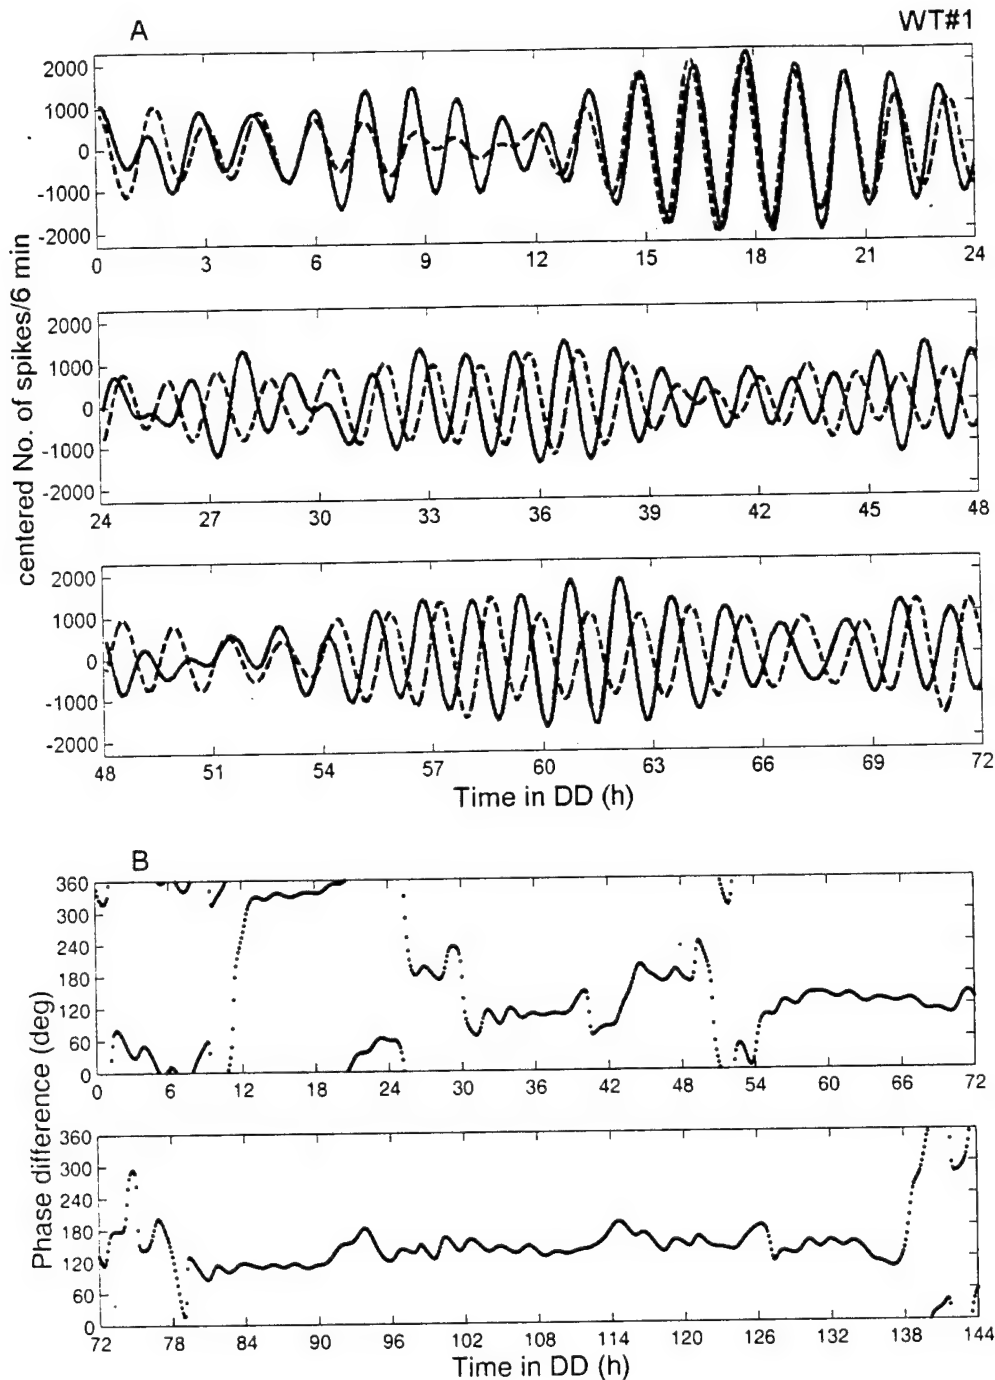 A
WT#1
centered No. of spikes/6 min
2000
1000
0
-1000
-2000
0 3 6 9 12 15 18 21 24
2000
1000
0
-1000
-2000
24 27 30 33 36 39 42 45 48
2000
1000
0
-1000
-2000
48 51 54 57 60 63 66 69 72
Time in DD (h)
B
Phase difference (deg)
360
300
240
180
120
60
0
0 6 12 18 24 30 36 42 48 54 60 66 72
360
300
240
180
120
60
0
72 78 84 90 96 102 108 114 120 126 132 138 144
Time in DD (h)